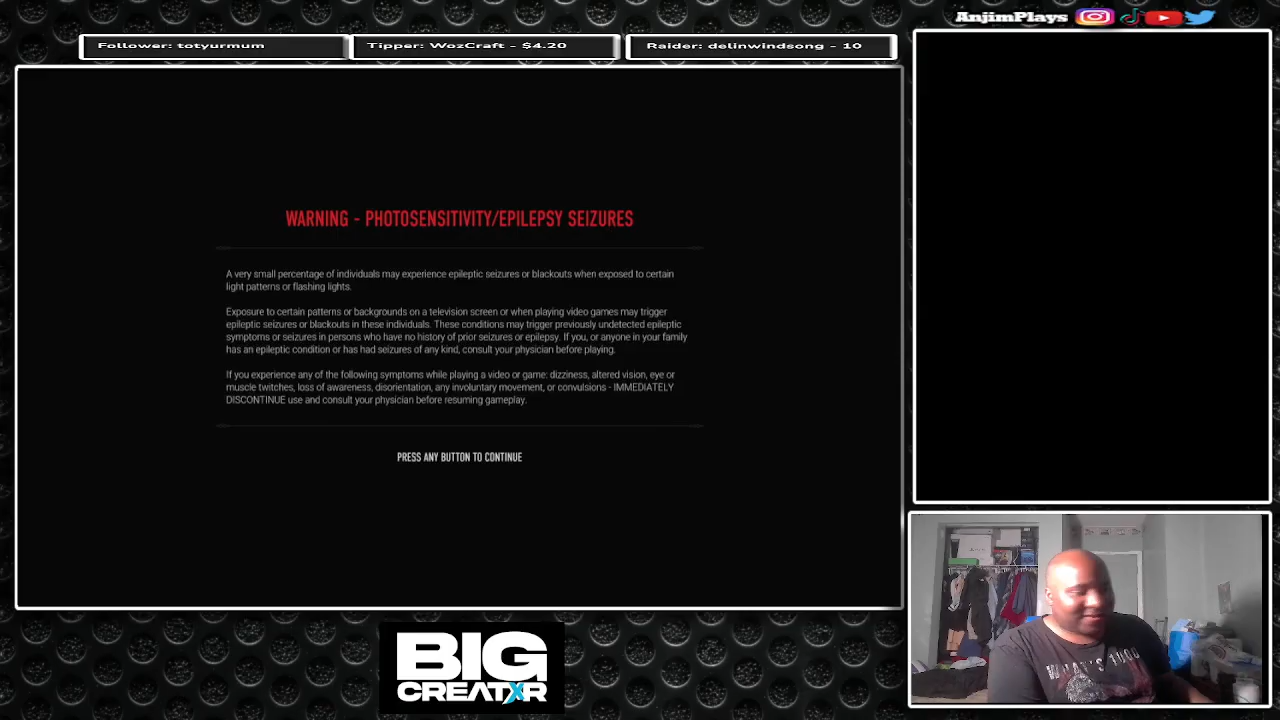 AnjimPlays
Follower: totyurmum
Tipper: WozCraft - $4.20
Raider: delinwindsong - 10
WARNING - PHOTOSENSITIVITY/EPILEPSY SEIZURES
A very small percentage of individuals may experience epileptic seizures or blackouts when exposed to certain
light patterns or flashing lights.
Exposure to certain patterns or backgrounds on a television screen or when playing video games may trigger
epileptic seizures or blackouts in these individuals. These conditions may trigger previously undetected epileptic
symptoms or seizures in persons who have no history of prior seizures or epilepsy. If you, or anyone in your family
has an epileptic condition or has had seizures of any kind, consult your physician before playing.
If you experience any of the following symptoms while playing a video or game: dizziness, altered vision, eye or
muscle twitches, loss of awareness, disorientation, any involuntary movement, or convulsions - IMMEDIATELY
DISCONTINUE use and consult your physician before resuming gameplay.
PRESS ANY BUTTON TO CONTINUE
BIG
CREATXR